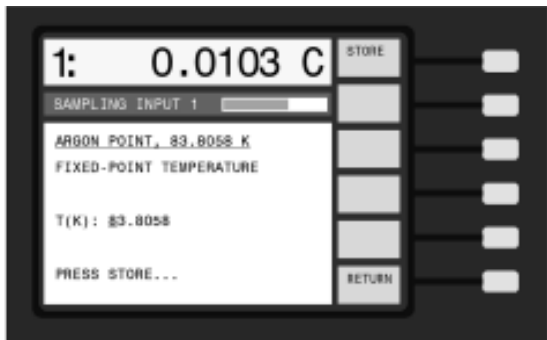 1: 0.0103 C
STORE
SAMPLING INPUT 1
ARGON POINT, 83.8058 K
FIXED-POINT TEMPERATURE
T(K): 83.8058
PRESS STORE...
RETURN